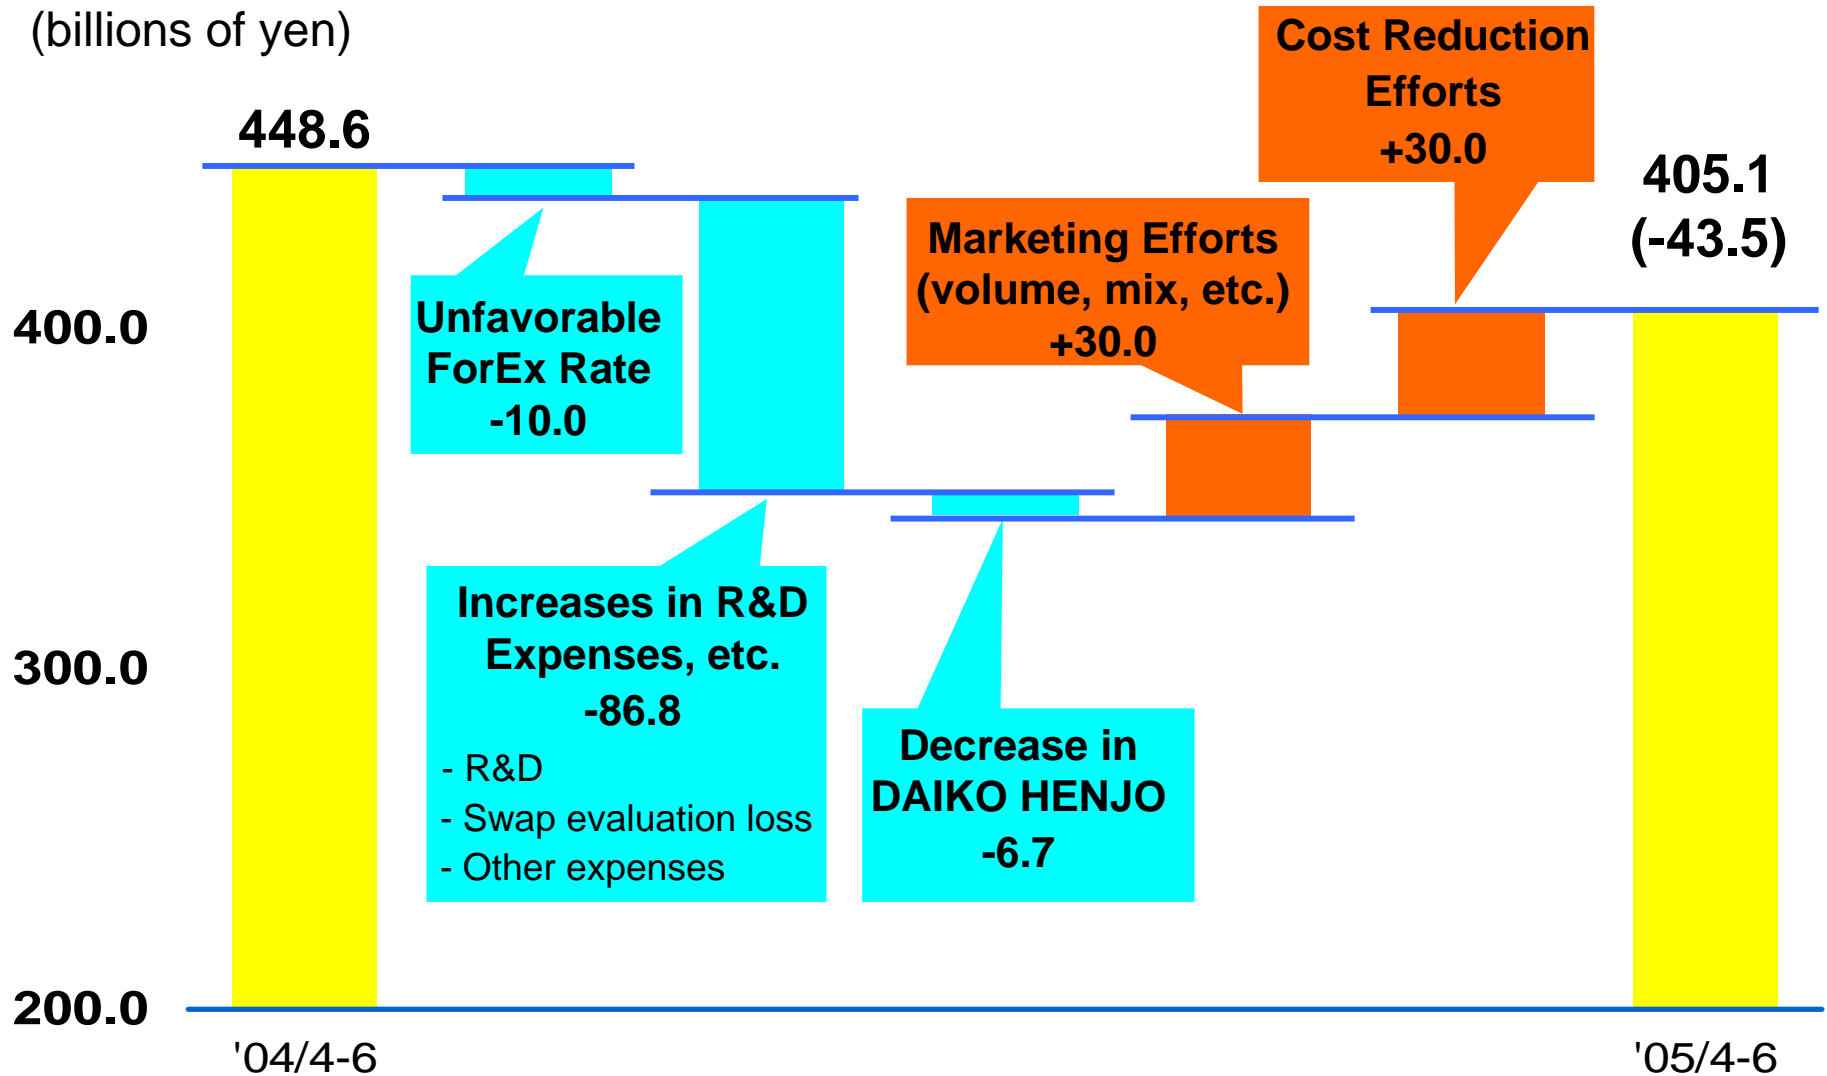 (billions of yen)
448.6
Cost Reduction
Efforts
+30.0
405.1
(-43.5)
Marketing Efforts
(volume, mix, etc.)
+30.0
Unfavorable
ForEx Rate
-10.0
400.0
Increases in R&D
Expenses, etc.
-86.8
- R&D
- Swap evaluation loss
- Other expenses
Decrease in
DAIKO HENJO
-6.7
300.0
200.0
'04/4-6
'05/4-6